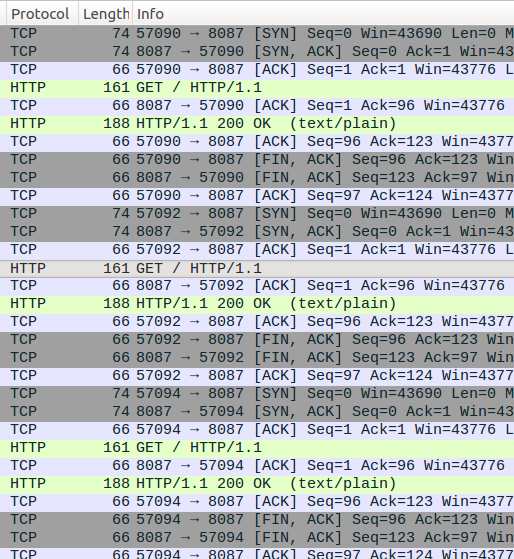 Protocol Length Info
TCP 74 57090 → 8087 [SYN] Seq=0 Win=43690 Len=0 M
TCP 74 8087 → 57090 [SYN, ACK] Seq=0 Ack=1 Win=43
TCP 66 57090 → 8087 [ACK] Seq=1 Ack=1 Win=43776 L
HTTP 161 GET / HTTP/1.1
TCP 66 8087 → 57090 [ACK] Seq=1 Ack=96 Win=43776
HTTP 188 HTTP/1.1 200 OK (text/plain)
TCP 66 57090 → 8087 [ACK] Seq=96 Ack=123 Win=4377
TCP 66 57090 → 8087 [FIN, ACK] Seq=96 Ack=123 Win
TCP 66 8087 → 57090 [FIN, ACK] Seq=123 Ack=97 Win
TCP 66 57090 → 8087 [ACK] Seq=97 Ack=124 Win=4377
TCP 74 57092 → 8087 [SYN] Seq=0 Win=43690 Len=0 M
TCP 74 8087 → 57092 [SYN, ACK] Seq=0 Ack=1 Win=43
TCP 66 57092 → 8087 [ACK] Seq=1 Ack=1 Win=43776 L
HTTP 161 GET / HTTP/1.1
TCP 66 8087 → 57092 [ACK] Seq=1 Ack=96 Win=43776
HTTP 188 HTTP/1.1 200 OK (text/plain)
TCP 66 57092 → 8087 [ACK] Seq=96 Ack=123 Win=4377
TCP 66 57092 → 8087 [FIN, ACK] Seq=96 Ack=123 Win
TCP 66 8087 → 57092 [FIN, ACK] Seq=123 Ack=97 Win
TCP 66 57092 → 8087 [ACK] Seq=97 Ack=124 Win=4377
TCP 74 57094 → 8087 [SYN] Seq=0 Win=43690 Len=0 M
TCP 74 8087 → 57094 [SYN, ACK] Seq=0 Ack=1 Win=43
TCP 66 57094 → 8087 [ACK] Seq=1 Ack=1 Win=43776 L
HTTP 161 GET / HTTP/1.1
TCP 66 8087 → 57094 [ACK] Seq=1 Ack=96 Win=43776
HTTP 188 HTTP/1.1 200 OK (text/plain)
TCP 66 57094 → 8087 [ACK] Seq=96 Ack=123 Win=4377
TCP 66 57094 → 8087 [FIN, ACK] Seq=96 Ack=123 Win
TCP 66 8087 → 57094 [FIN, ACK] Seq=123 Ack=97 Win
TCP 66 57094 → 8087 [ACK] Seq=97 Ack=124 Win=4377